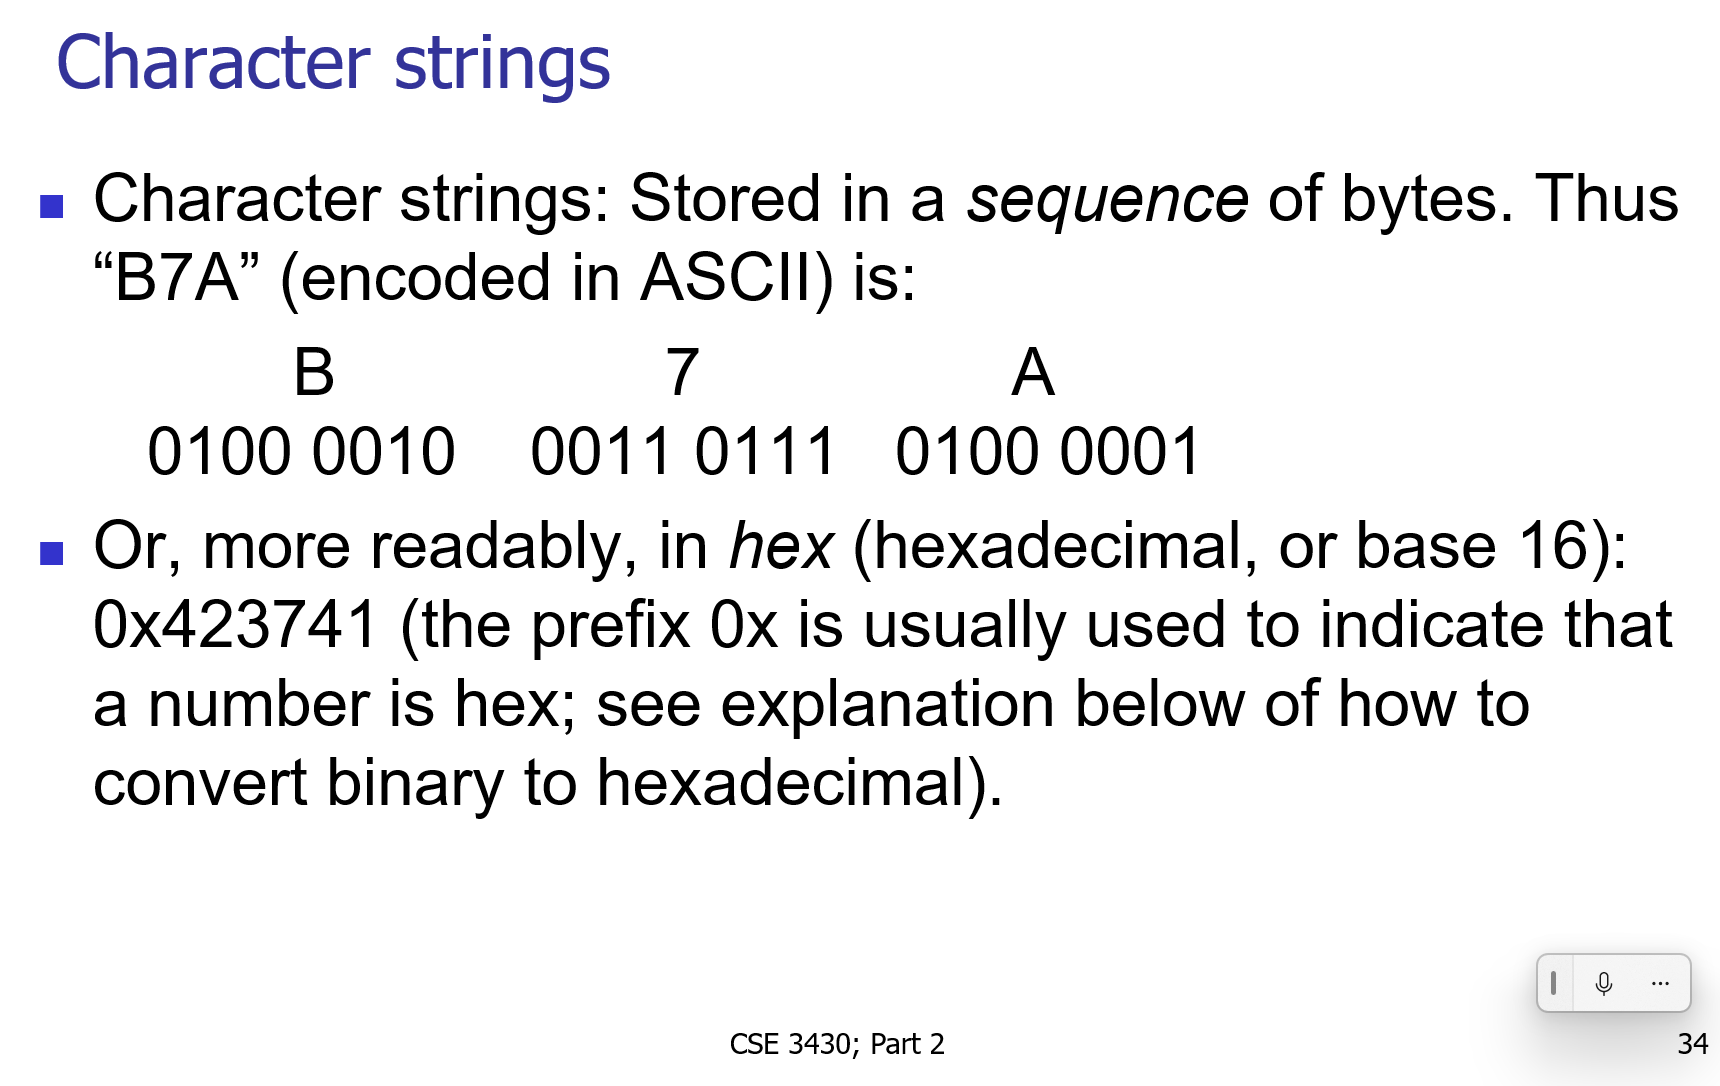 Character strings
Character strings: Stored in a sequence of bytes. Thus
“B7A” (encoded in ASCII) is:
B 7 A
0100 0010 0011 0111 0100 0001
Or, more readably, in hex (hexadecimal, or base 16):
0x423741 (the prefix 0x is usually used to indicate that
a number is hex; see explanation below of how to
convert binary to hexadecimal).
CSE 3430; Part 2
34